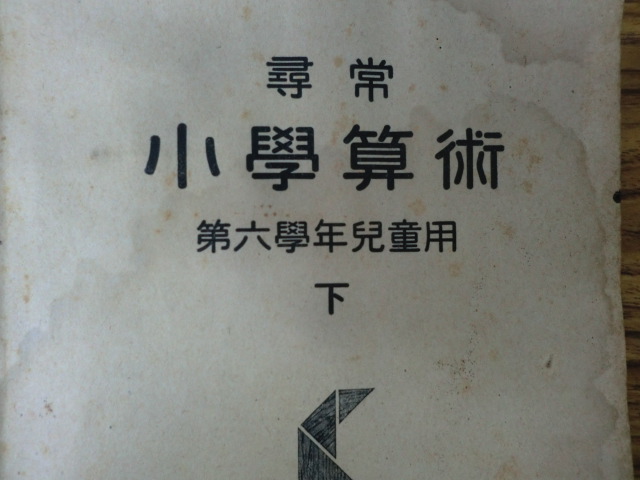 尋常
小學算術
第六學年兒童用
下